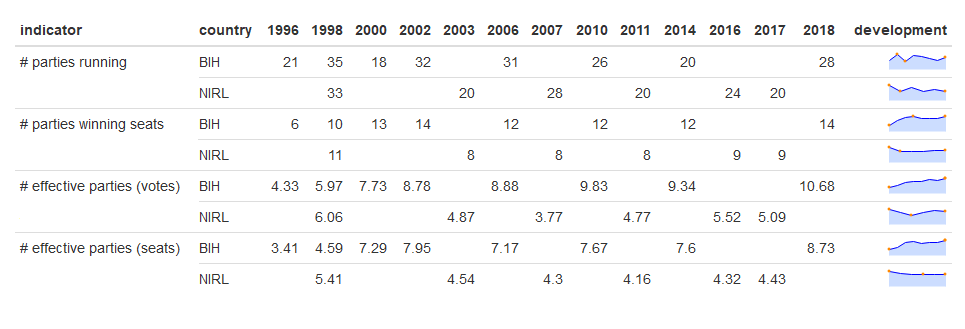 indicator country 1996 1998 2000 2002 2003 2006 2007 2010 2011 2014 2016 2017 2018 development
# parties running BIH 21 35 18 32 31 26 20 28
NIRL 33 20 28 20 24 20
# parties winning seats BIH 6 10 13 14 12 12 12 14
NIRL 11 8 8 8 9 9
# effective parties (votes) BIH 4.33 5.97 7.73 8.78 8.88 9.83 9.34 10.68
NIRL 6.06 4.87 3.77 4.77 5.52 5.09
# effective parties (seats) BIH 3.41 4.59 7.29 7.95 7.17 7.67 7.6 8.73
NIRL 5.41 4.54 4.3 4.16 4.32 4.43